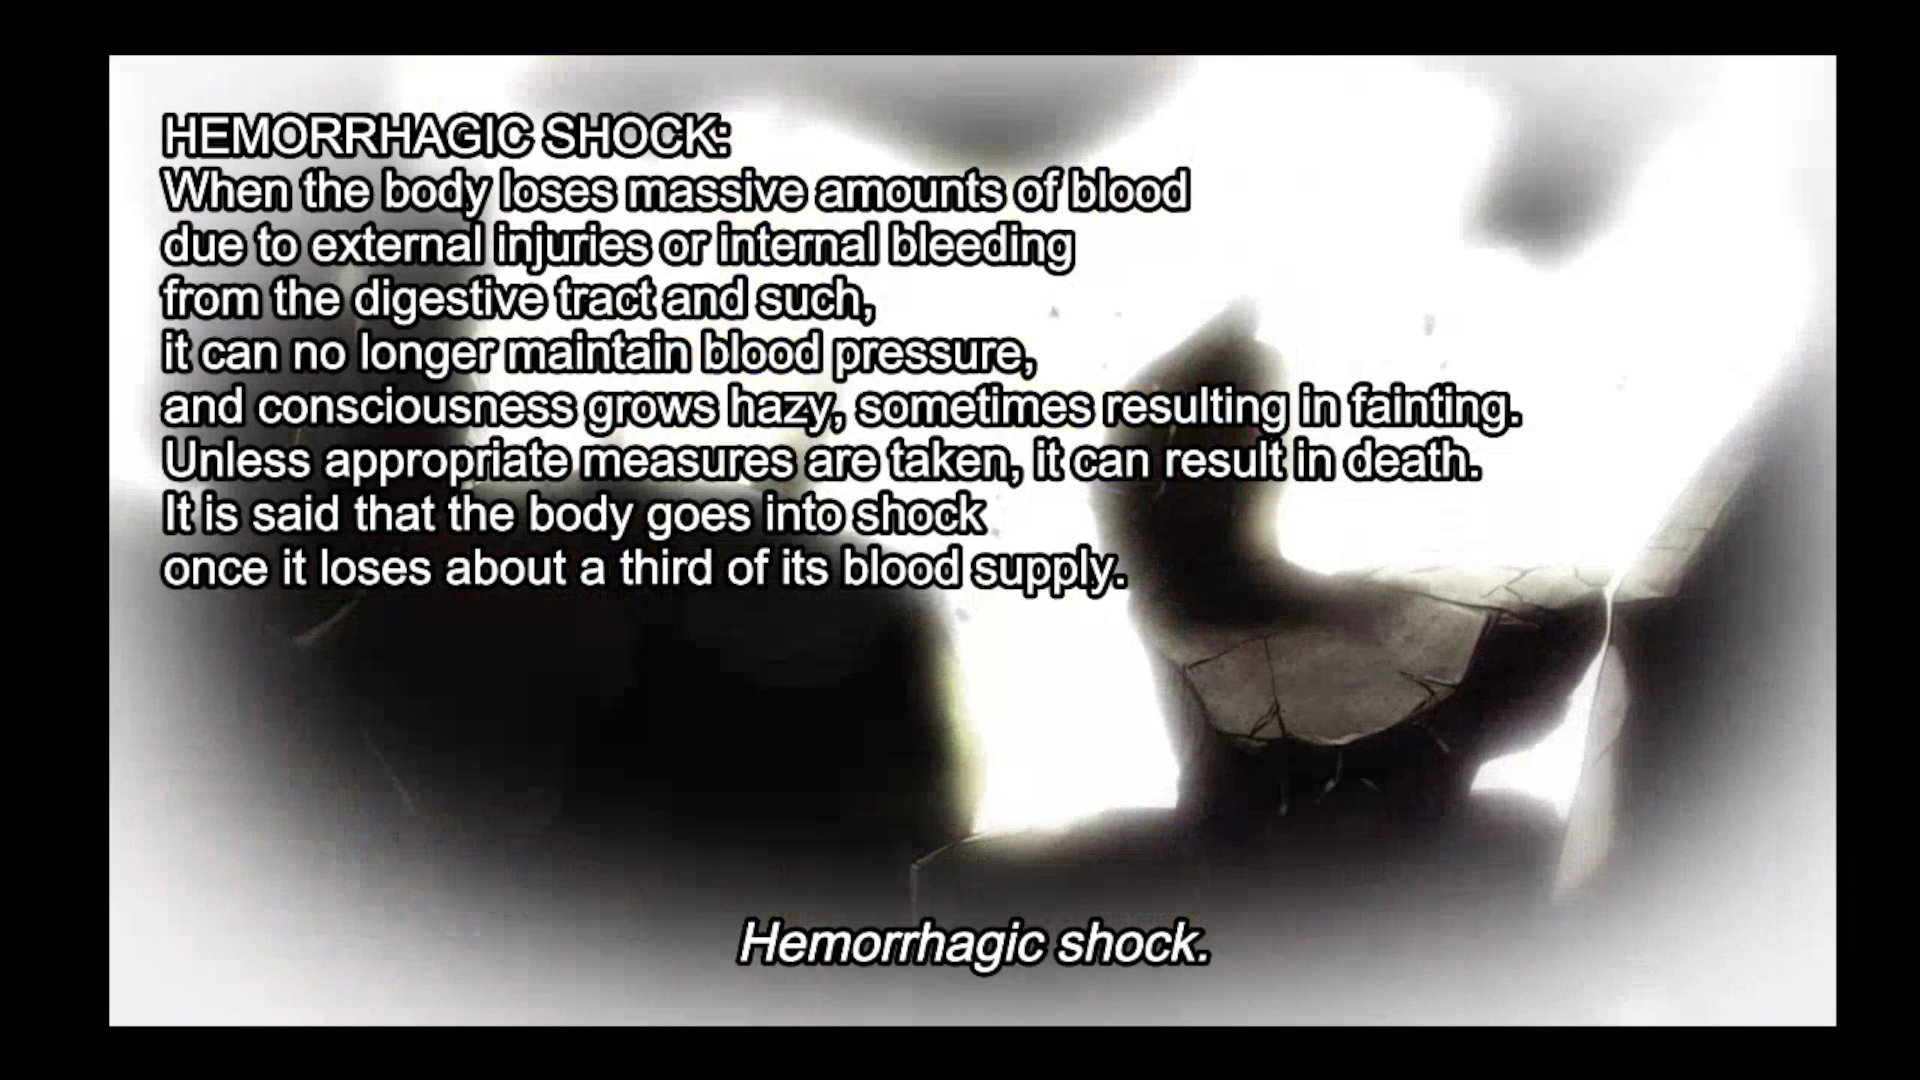 HEMORRHAGIC SHOCK:
When the body loses massive amounts of blood
due to external injuries or internal bleeding
from the digestive tract and such,
it can no longer maintain blood pressure,
and consciousness grows hazy, sometimes resulting in fainting.
Unless appropriate measures are taken, it can result in death.
It is said that the body goes into shock
once it loses about a third of its blood supply.
Hemorrhagic shock.